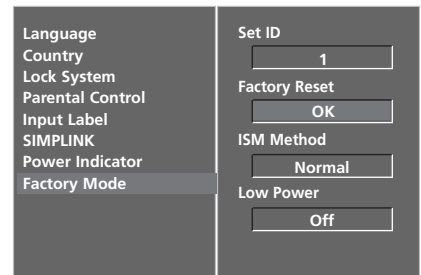 Language
Country
Lock System
Parental Control
Input Label
SIMPLINK
Power Indicator
Factory Mode
Set ID
1
Factory Reset
OK
ISM Method
Normal
Low Power
Off